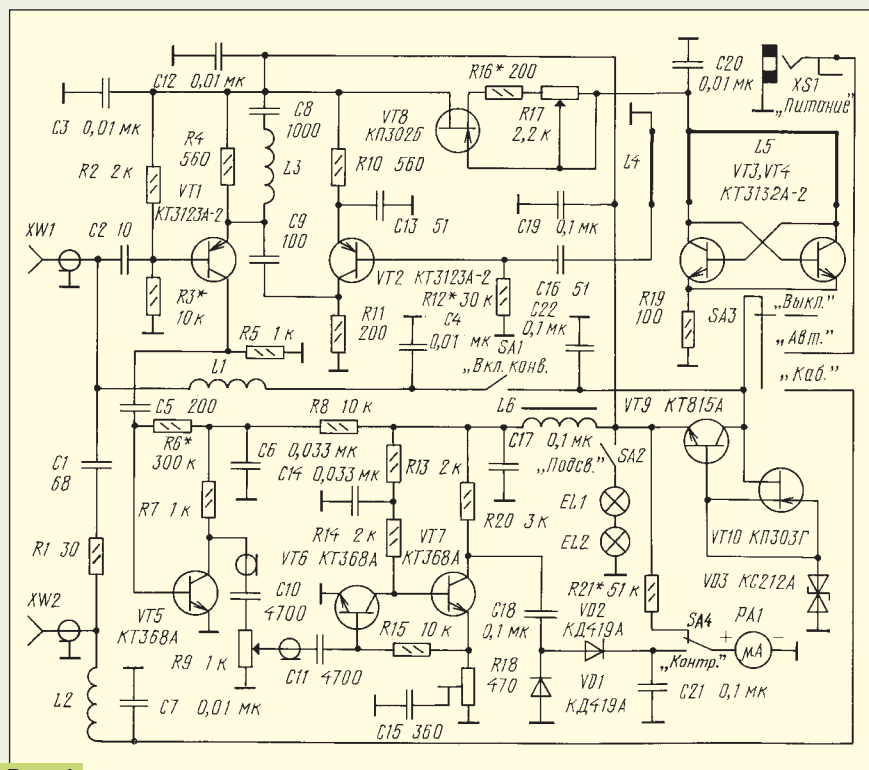 C12 0,01 мк
C3 0,01 мк
R2 2 к
R4
560
VT1
КТ3123А-2
C8
1000
L3
C9
100
R10 560
VT8
КП302Б
R16* 200
R17
2,2 к
L4
C20
0,01 мк
XS1
„Питание"
L5
VT3, VT4
КТ3132А-2
XW1
C2 10
R3*
10 к
C13 51
C19 0,1 мк
VT2 КТ3123А-2
R12* 30 к
C16 51
R11
200
C4
0,01 мк
C22
0,1 мк
SA1
„Вкл. конв.
R19
100
SA3
„Выкл."
„Авт."
„Каб."
R5 1 к
L1
C5 200
R6*
300 к
R8 10 к
C6 0,033 мк
C14 0,033 мк
L6
C17 0,1 мк
„Подсв."
SA2
VT9 КТ815А
C1
68
R7 1 к
R13 2 к
R14 2 к
R20 3 к
EL1
EL2
VT10 КП303Г
R1 30
VT6
КТ368А
VT7
КТ368А
C10
4700
R21* 51 к
VD3 КС212А
XW2
VT5
КТ368А
R9 1 к
C11 4700
R15 10 к
C18
0,1 мк
VD2
КД419А
SA4
„Контр."
PA1
+
−
μА
L2
C7 0,01 мк
C15 360
R18
470
VD1
КД419А
C21 0,1 мк